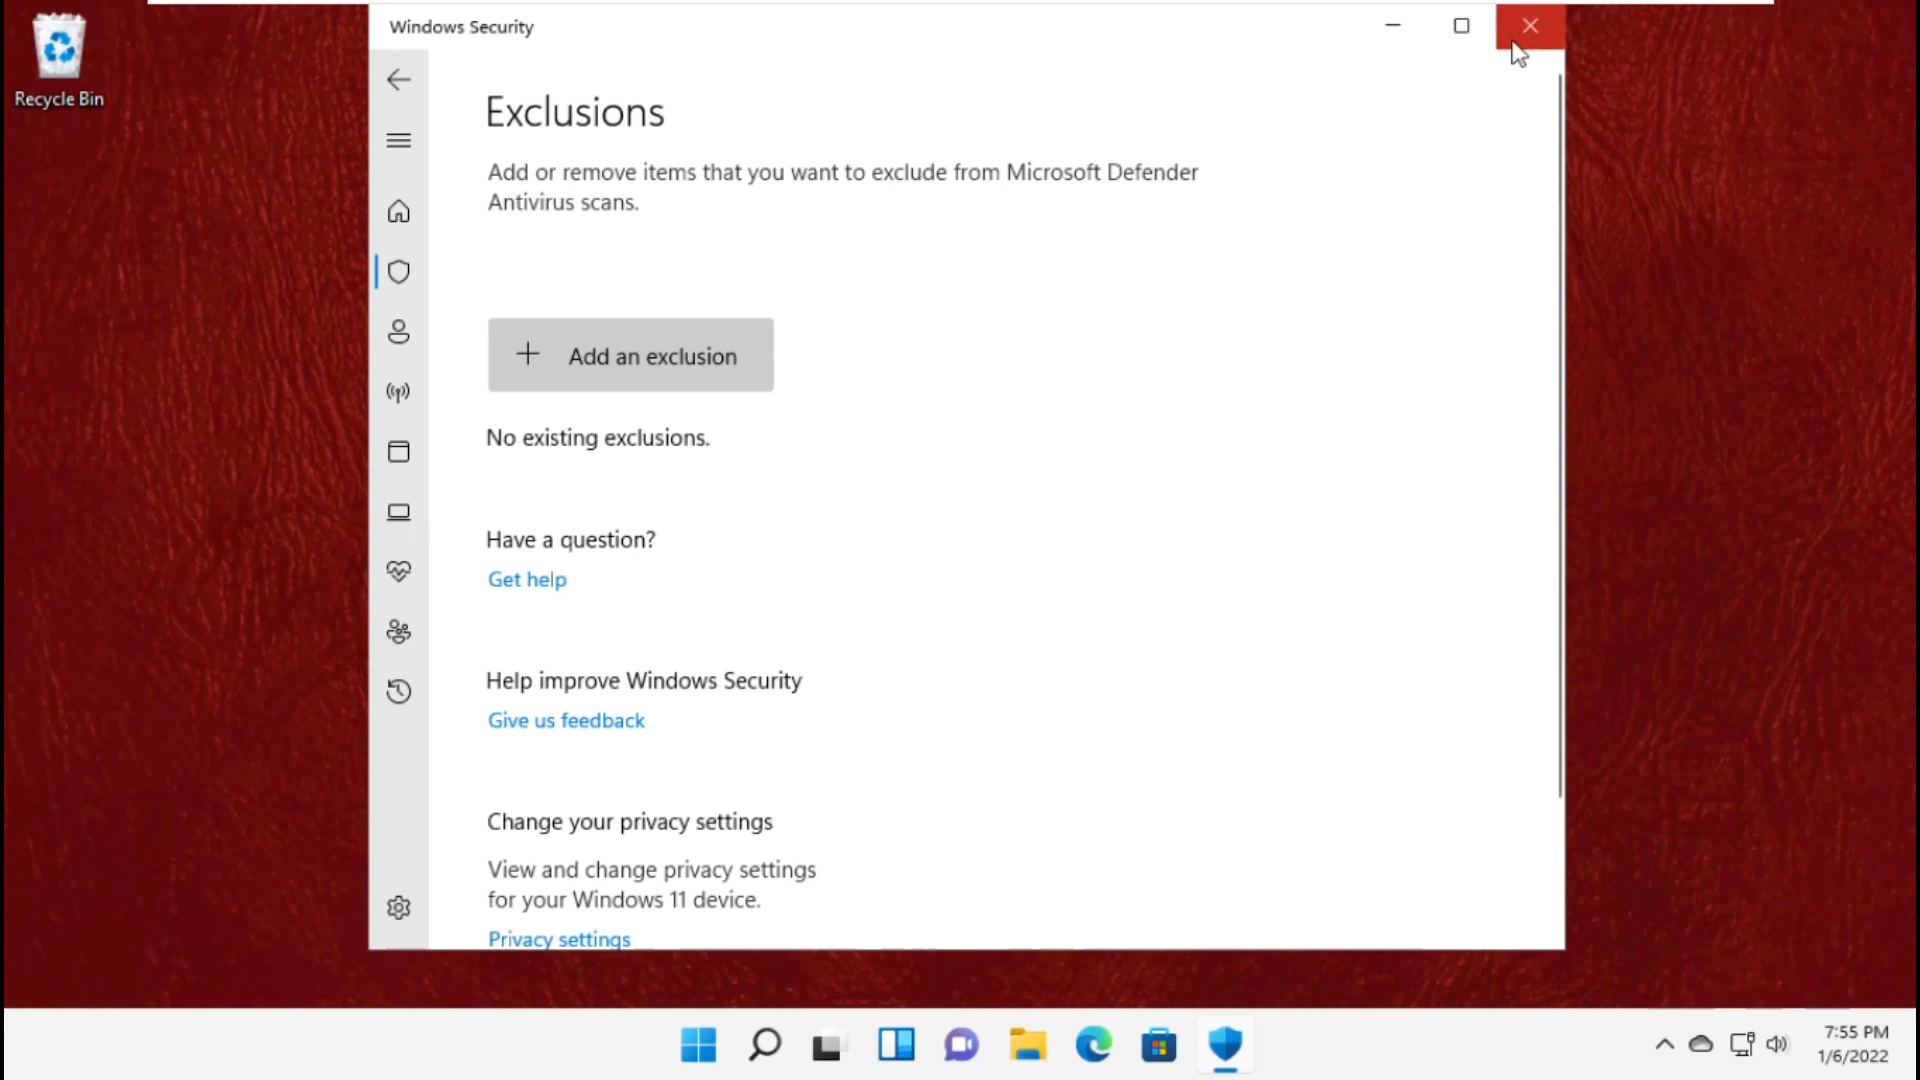 Recycle Bin
Windows Security
Exclusions
Add or remove items that you want to exclude from Microsoft Defender
Antivirus scans.
Add an exclusion
No existing exclusions.
Have a question?
Get help
Help improve Windows Security
Give us feedback
Change your privacy settings
View and change privacy settings
for your Windows 11 device.
Privacy settings
7:55 PM
1/6/2022